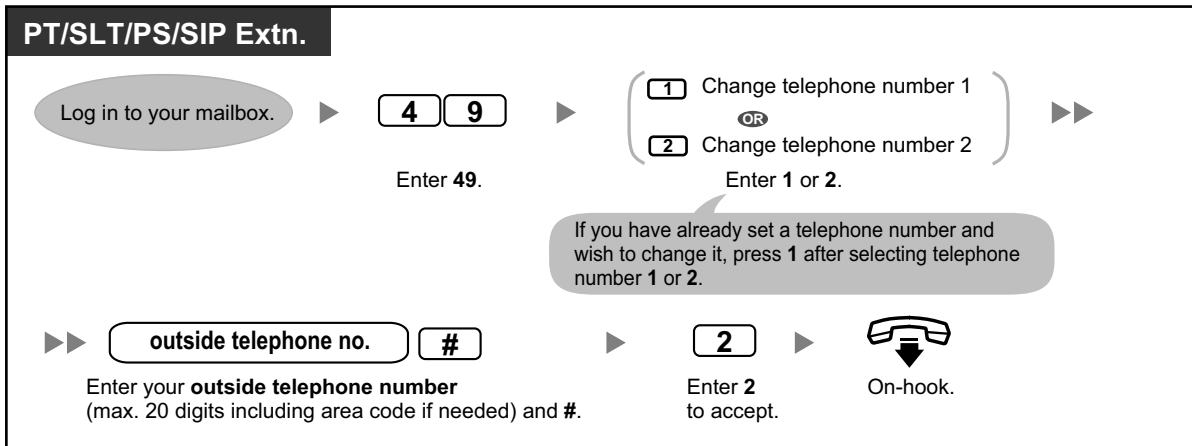 PT/SLT/PS/SIP Extn.
Log in to your mailbox.
4 9
Enter 49.
1 Change telephone number 1
OR
2 Change telephone number 2
Enter 1 or 2.
If you have already set a telephone number and
wish to change it, press 1 after selecting telephone
number 1 or 2.
outside telephone no. #
Enter your outside telephone number
(max. 20 digits including area code if needed) and #.
2
Enter 2
to accept.
On-hook.